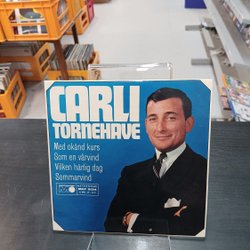 CARLI
TORNEHAVE
Med okänd kurs
Som en vårvind
Vilken härlig dag
Sommarvind